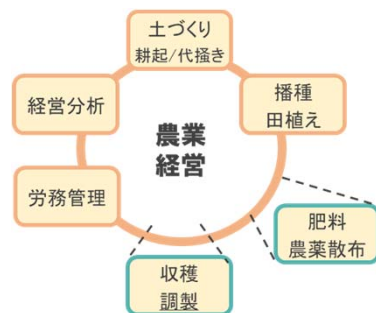 土づくり
耕起/代掻き
経営分析
播種
田植え
農業
経営
労務管理
肥料
農薬散布
収穫
調製